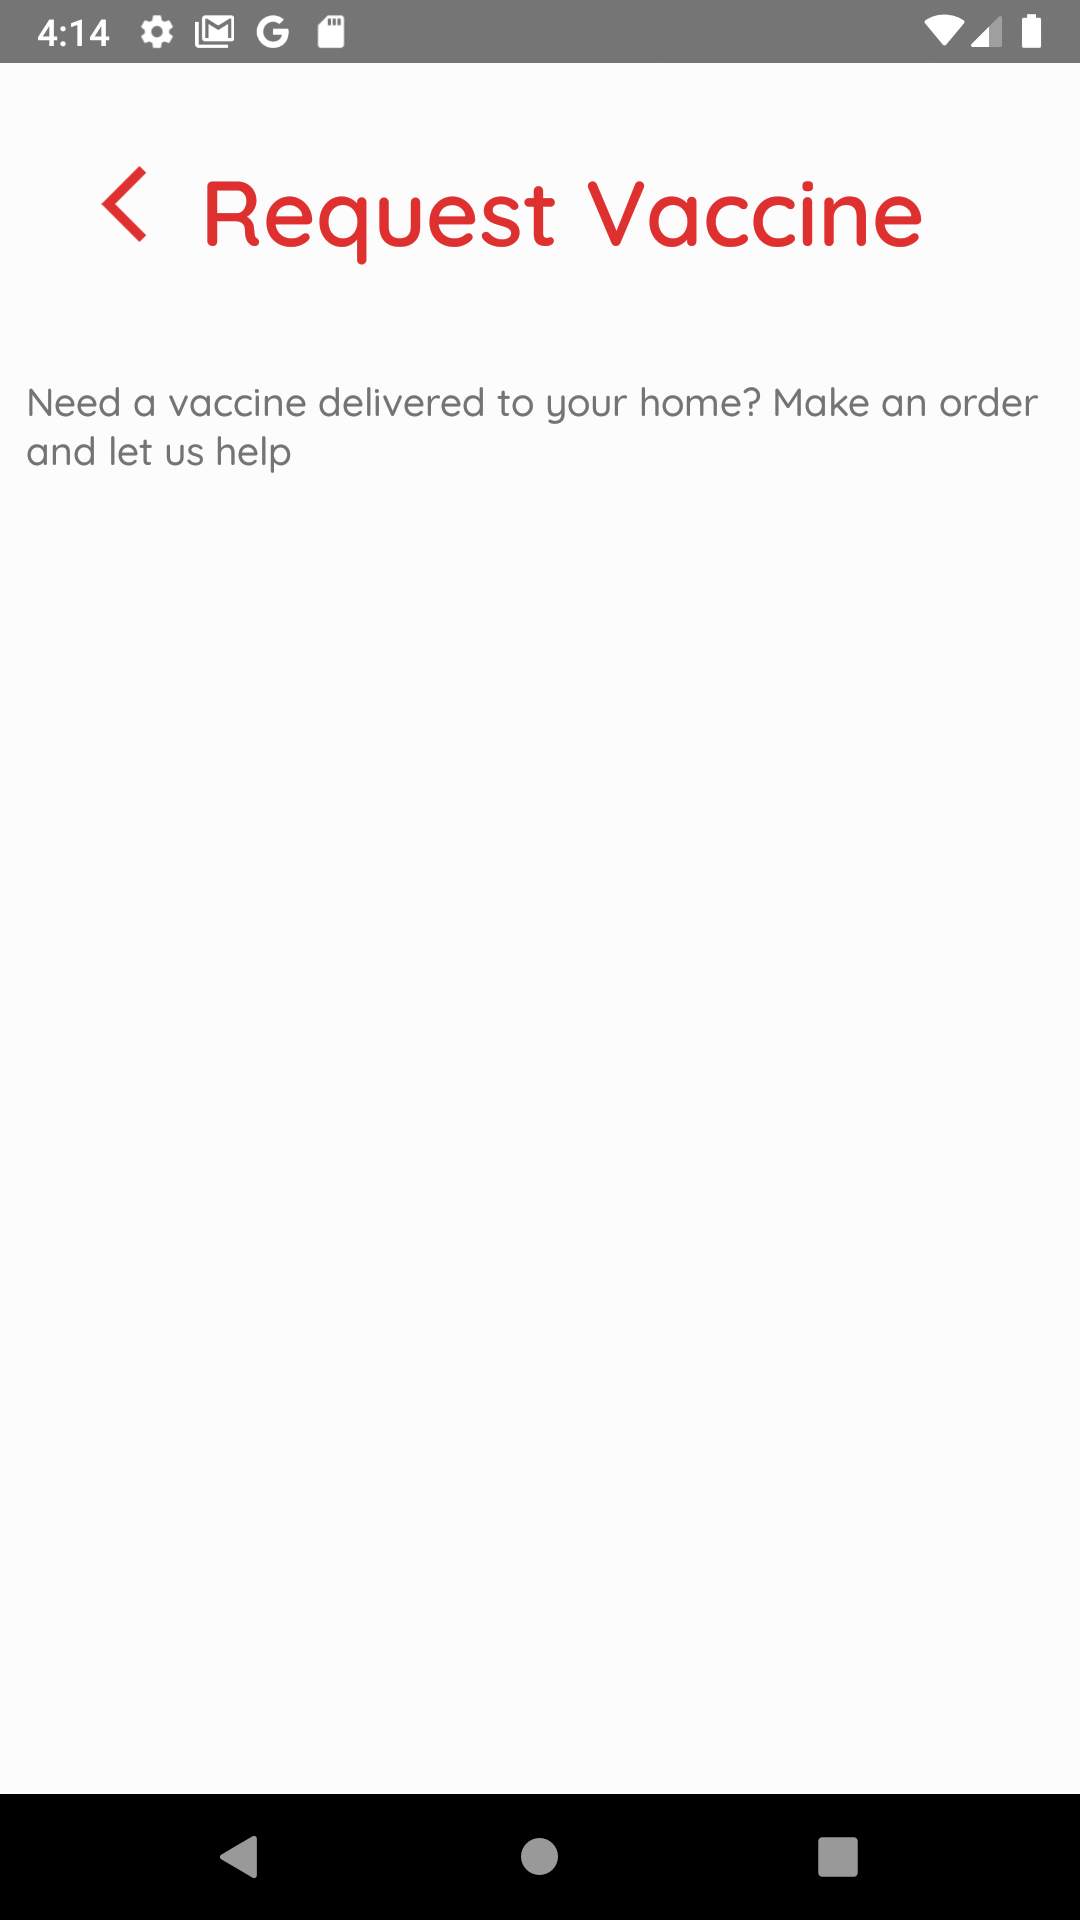 4:14
Request Vaccine
Need a vaccine delivered to your home? Make an order
and let us help